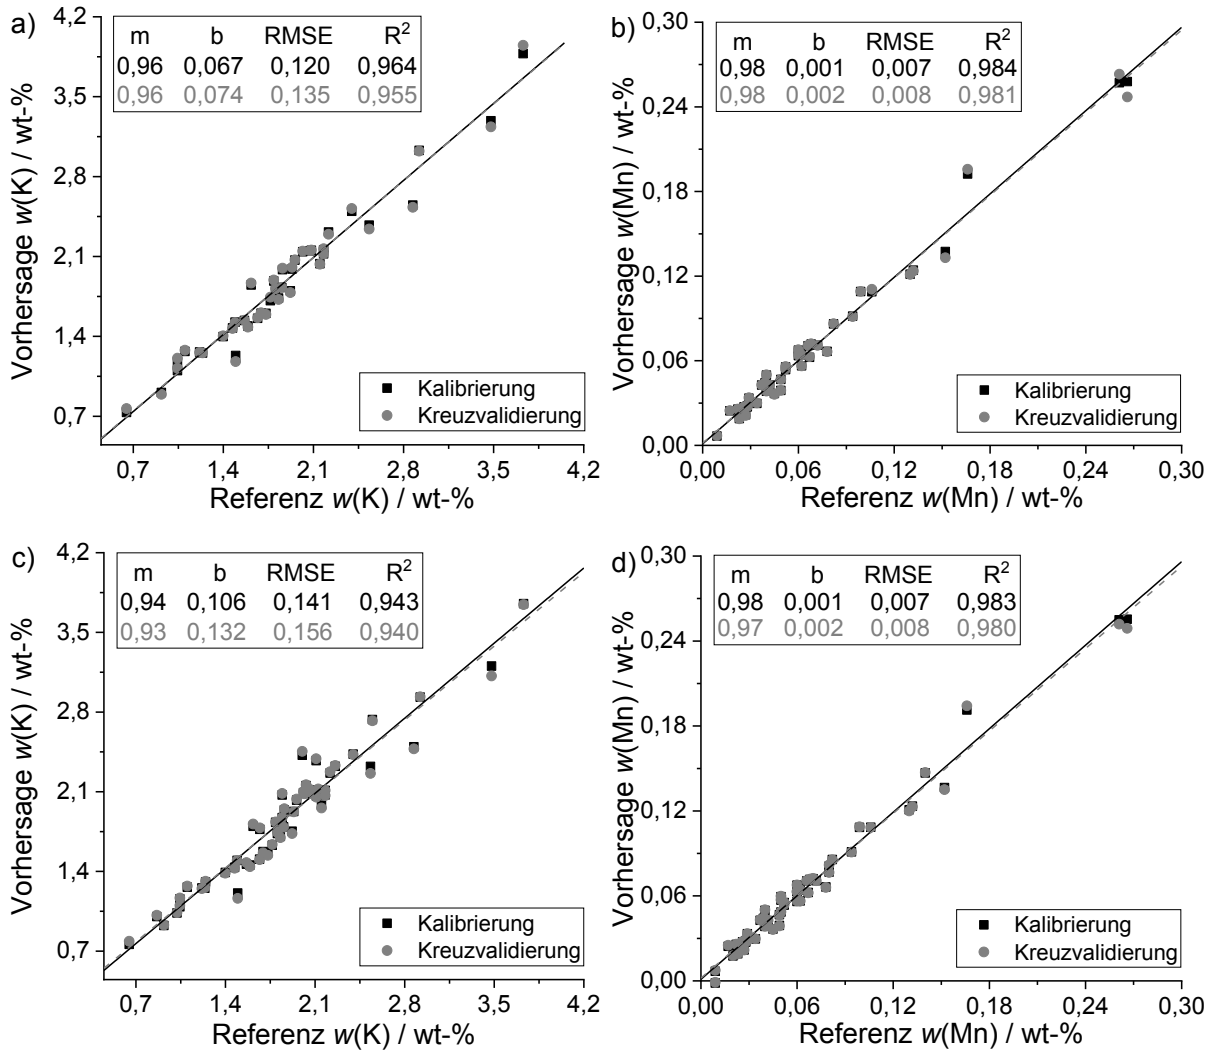 a)
m b RMSE R²
0,96 0,067 0,120 0,964
0,96 0,074 0,135 0,955
4,2
3,5
2,8
2,1
1,4
0,7
Vorhersage w(K) / wt-%
Kalibrierung
Kreuzvalidierung
0,7 1,4 2,1 2,8 3,5 4,2
Referenz w(K) / wt-%
b)
m b RMSE R²
0,98 0,001 0,007 0,984
0,98 0,002 0,008 0,981
0,30
0,24
0,18
0,12
0,06
0,00
Vorhersage w(Mn) / wt-%
Kalibrierung
Kreuzvalidierung
0,00 0,06 0,12 0,18 0,24 0,30
Referenz w(Mn) / wt-%
c)
m b RMSE R²
0,94 0,106 0,141 0,943
0,93 0,132 0,156 0,940
4,2
3,5
2,8
2,1
1,4
0,7
Vorhersage w(K) / wt-%
Kalibrierung
Kreuzvalidierung
0,7 1,4 2,1 2,8 3,5 4,2
Referenz w(K) / wt-%
d)
m b RMSE R²
0,98 0,001 0,007 0,983
0,97 0,002 0,008 0,980
0,30
0,24
0,18
0,12
0,06
0,00
Vorhersage w(Mn) / wt-%
Kalibrierung
Kreuzvalidierung
0,00 0,06 0,12 0,18 0,24 0,30
Referenz w(Mn) / wt-%